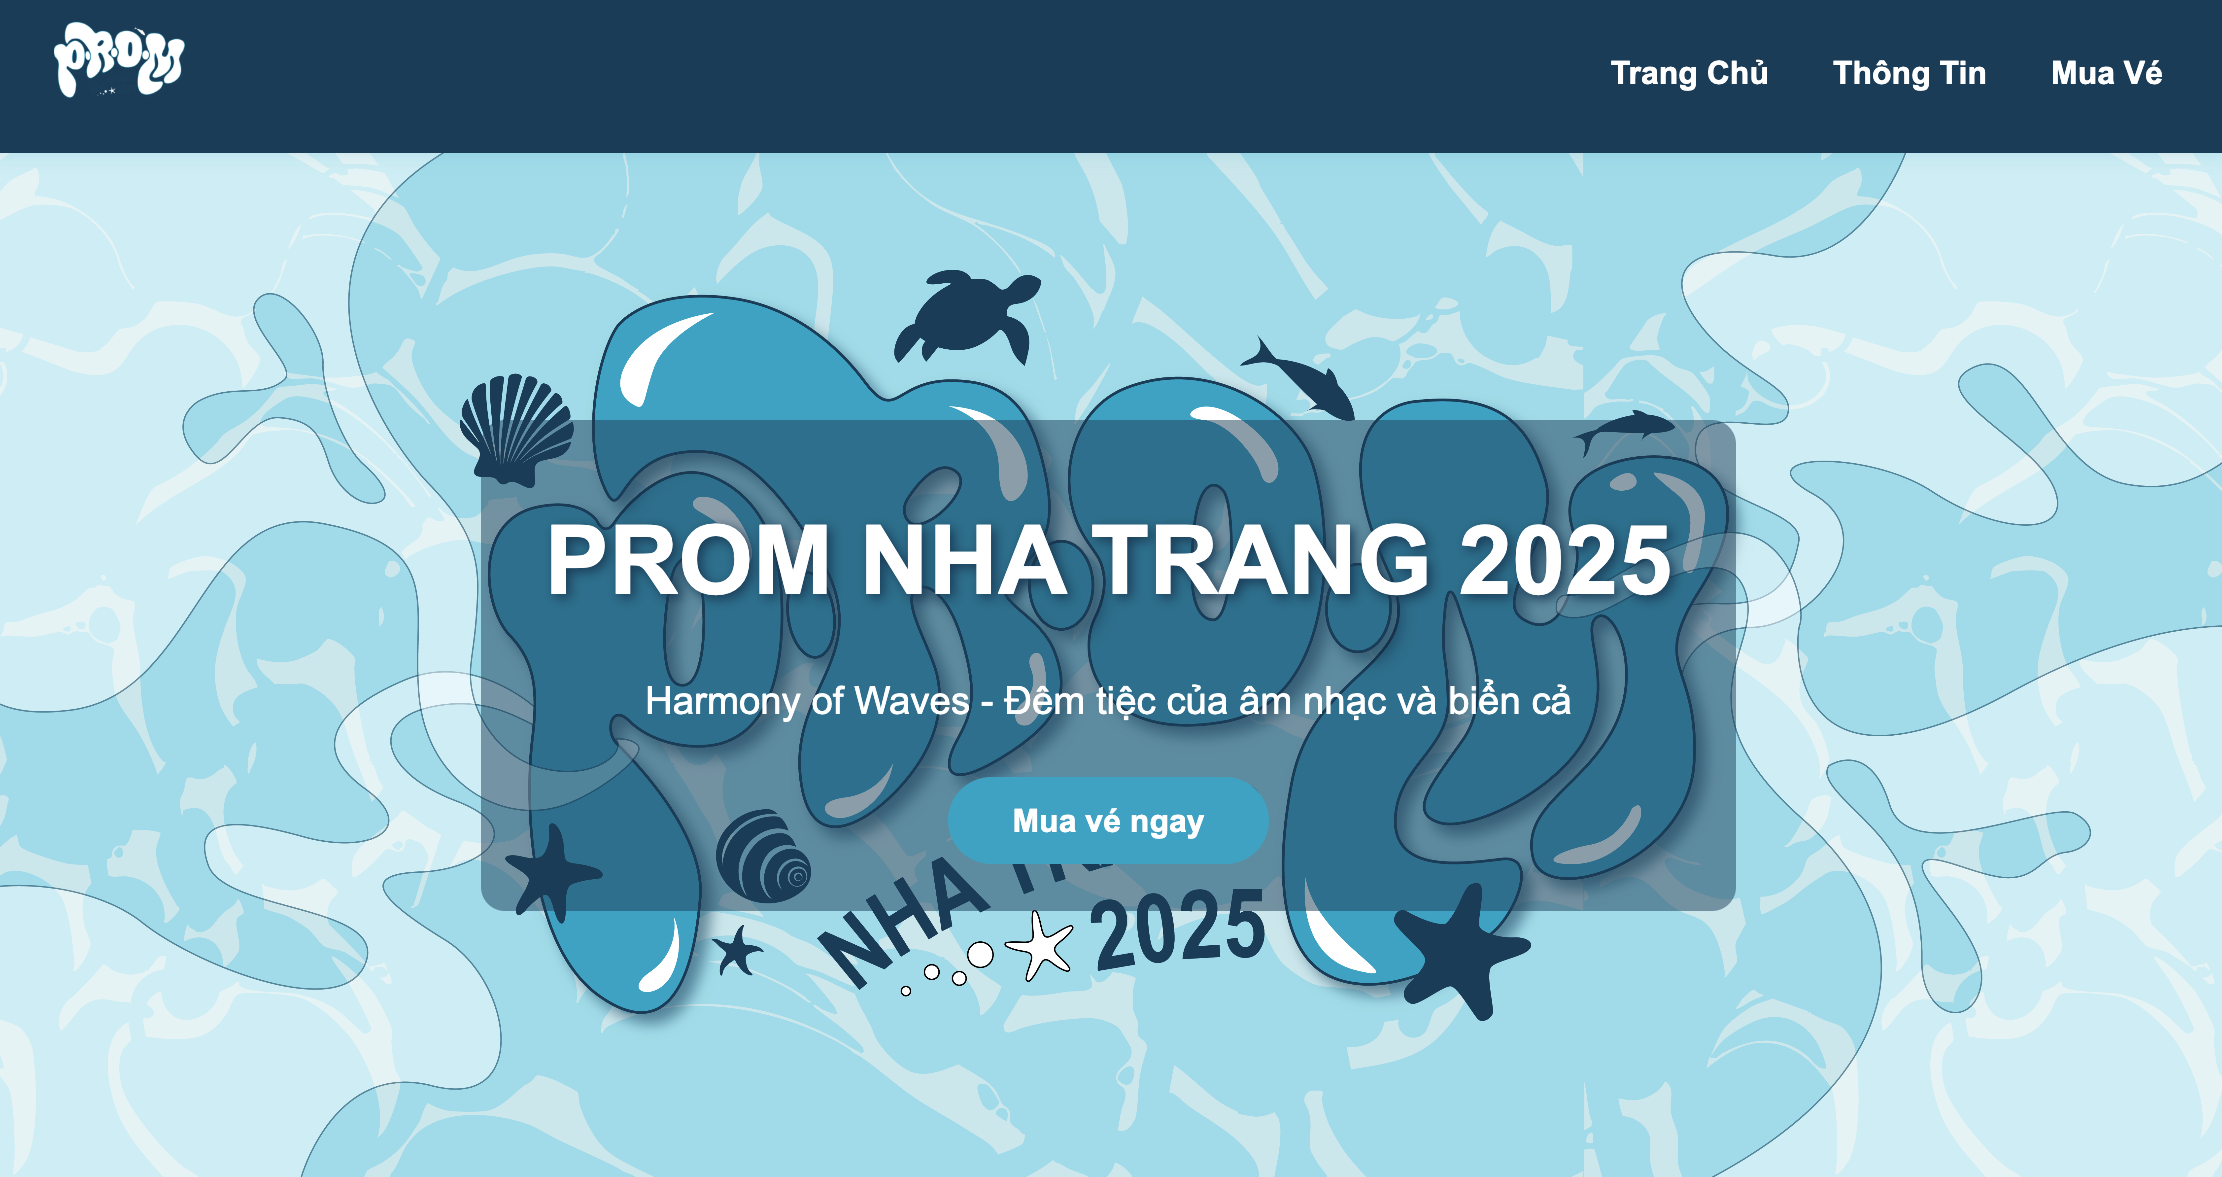 P.R.O.M
Trang Chủ
Thông Tin
Mua Vé
P.R.O.M
PROM NHA TRANG 2025
Harmony of Waves - Đêm tiệc của âm nhạc và biển cả
Mua vé ngay
NHA
2025